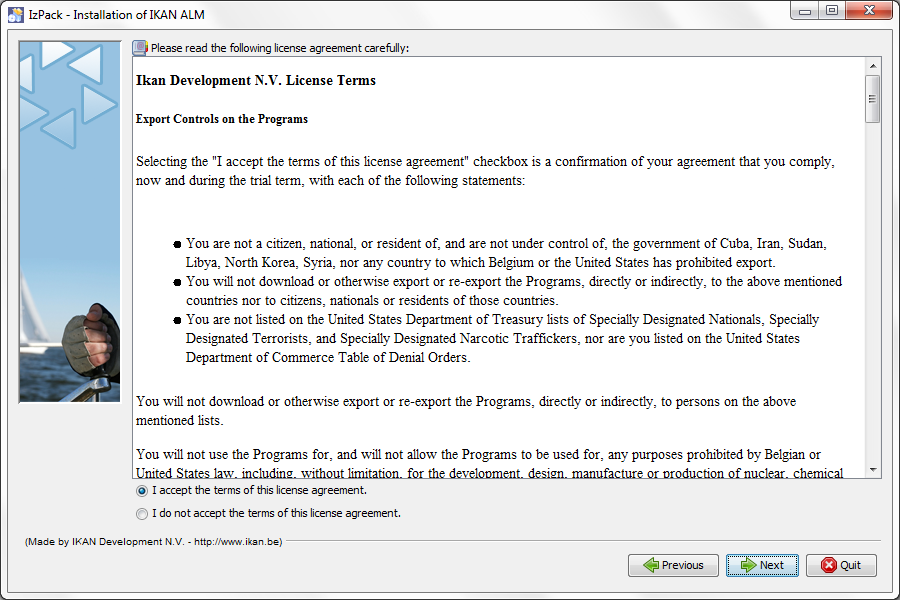 IzPack - Installation of IKAN ALM
Please read the following license agreement carefully:
Ikan Development N.V. License Terms
Export Controls on the Programs
Selecting the "I accept the terms of this license agreement" checkbox is a confirmation of your agreement that you comply,
now and during the trial term, with each of the following statements:
● You are not a citizen, national, or resident of, and are not under control of, the government of Cuba, Iran, Sudan,
Libya, North Korea, Syria, nor any country to which Belgium or the United States has prohibited export.
● You will not download or otherwise export or re-export the Programs, directly or indirectly, to the above mentioned
countries nor to citizens, nationals or residents of those countries.
● You are not listed on the United States Department of Treasury lists of Specially Designated Nationals, Specially
Designated Terrorists, and Specially Designated Narcotic Traffickers, nor are you listed on the United States
Department of Commerce Table of Denial Orders.
You will not download or otherwise export or re-export the Programs, directly or indirectly, to persons on the above
mentioned lists.
You will not use the Programs for, and will not allow the Programs to be used for, any purposes prohibited by Belgian or
United States law, including, without limitation, for the development, design, manufacture or production of nuclear, chemical
I accept the terms of this license agreement.
I do not accept the terms of this license agreement.
(Made by IKAN Development N.V. - http://www.ikan.be)
Previous
Next
Quit